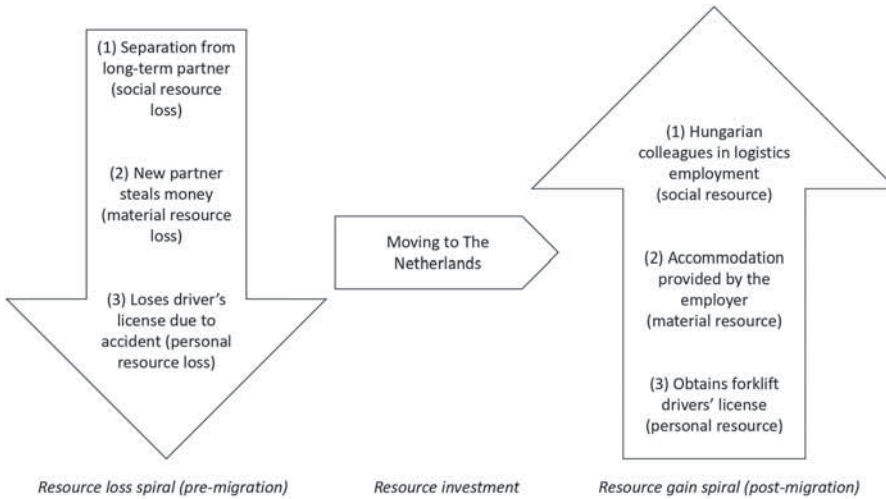 (1) Separation from
long-term partner
(social resource
loss)
(2) New partner
steals money
(material resource
loss)
(3) Loses driver's
license due to
accident (personal
resource loss)
Moving to The
Netherlands
(1) Hungarian
colleagues in logistics
employment
(social resource)
(2) Accommodation
provided by the
employer
(material resource)
(3) Obtains forklift
drivers' license
(personal resource)
Resource loss spiral (pre-migration)
Resource investment
Resource gain spiral (post-migration)